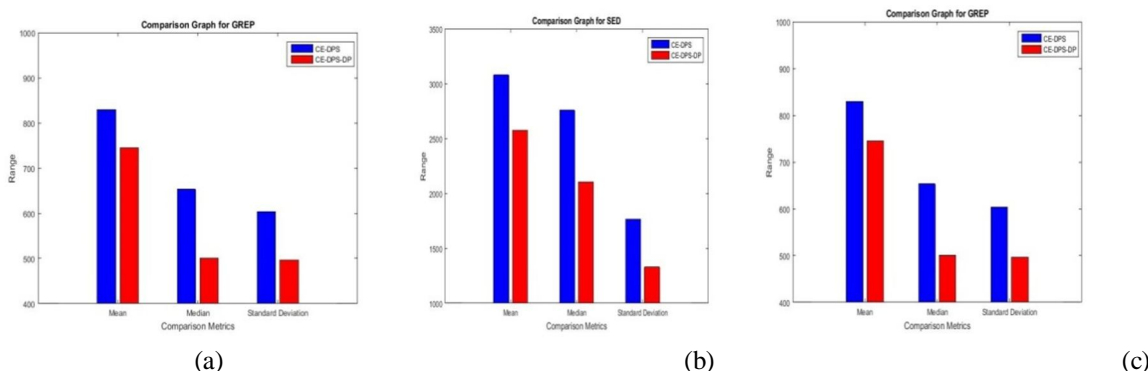 Comparison Graph for GREP
1000
CE-DPS
CE-DPS-DP
900
800
700
600
500
400
Range
Mean
Median
Standard Deviation
Comparison Metrics
(a)
Comparison Graph for SED
3500
CE-DPS
CE-DPS-DP
3000
2500
2000
1500
1000
Range
Mean
Median
Standard Deviation
Comparison Metrics
(b)
Comparison Graph for GREP
1000
CE-DPS
CE-DPS-DP
900
800
700
600
500
400
Range
Mean
Median
Standard Deviation
Comparison Metrics
(c)